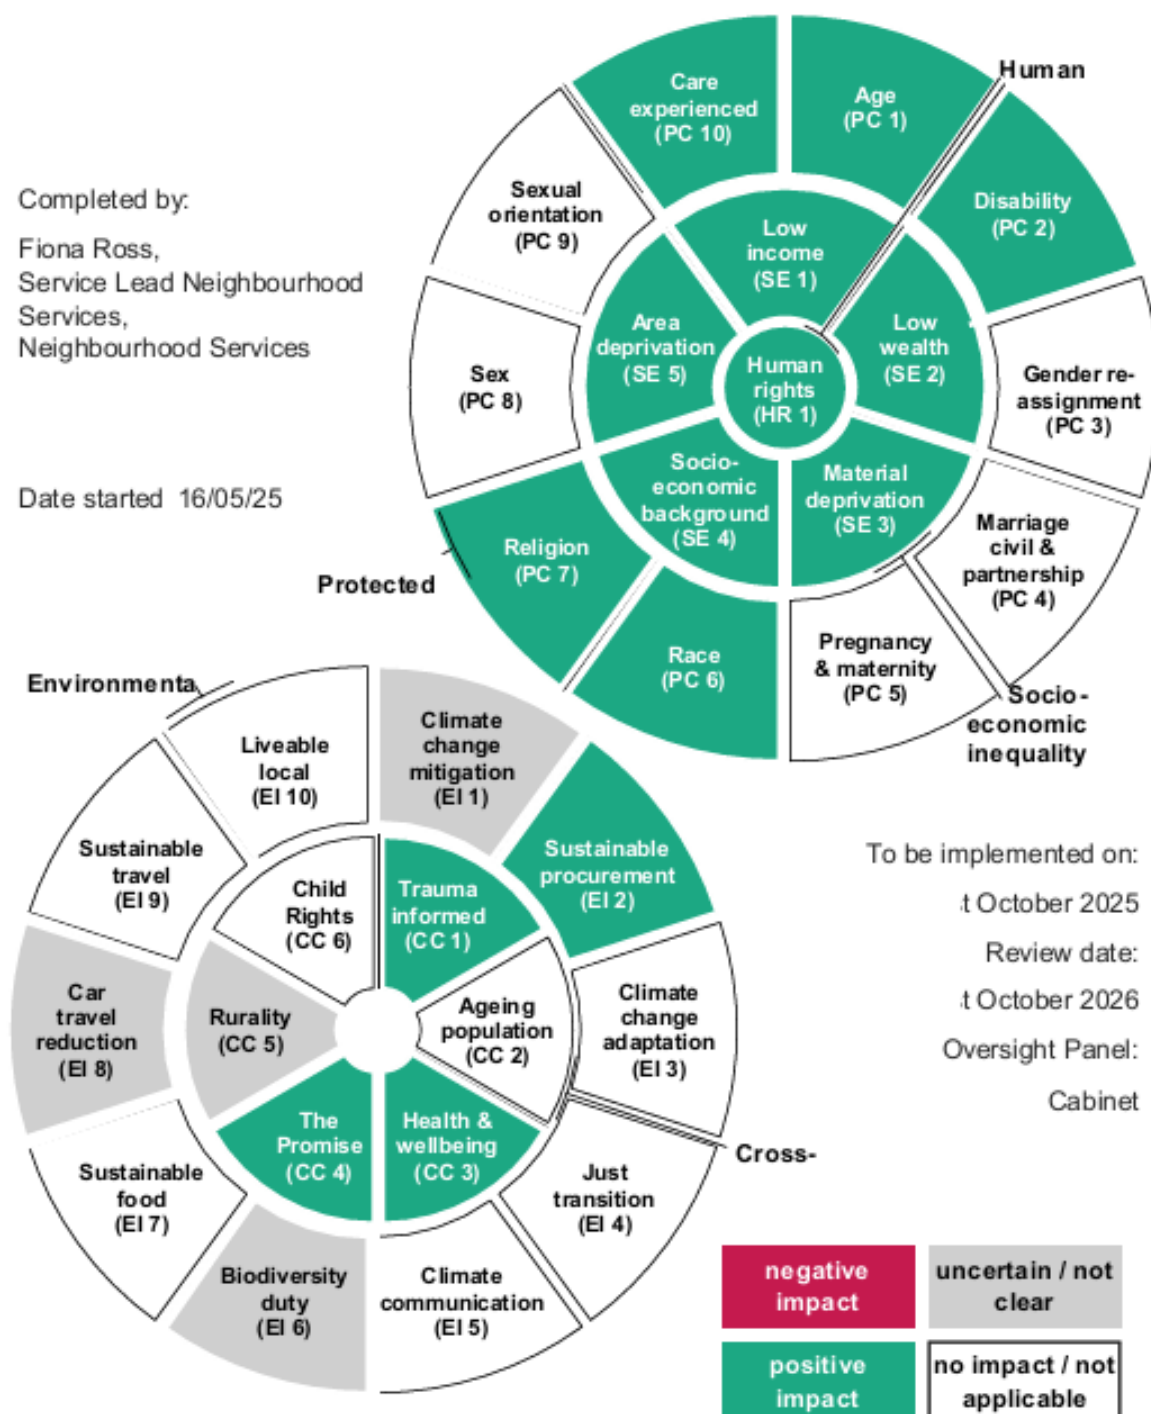 Care
experienced
(PC 10)
Age
(PC 1)
Human
Disability
(PC 2)
Sexual
orientation
(PC 9)
Low
income
(SE 1)
Completed by:
Fiona Ross,
Service Lead Neighbourhood
Services,
Neighbourhood Services
Area
deprivation
(SE 5)
Low
wealth
(SE 2)
Human
rights
(HR 1)
Sex
(PC 8)
Gender re-
assignment
(PC 3)
Socio-
economic
background
(SE 4)
Material
deprivation
(SE 3)
Date started 16/05/25
Marriage
civil &
partnership
(PC 4)
Religion
(PC 7)
Protected
Race
(PC 6)
Pregnancy
& maternity
(PC 5)
Socio-
economic
inequality
Environmenta
Liveable
local
(EI 10)
Climate
change
mitigation
(EI 1)
Sustainable
travel
(EI 9)
Sustainable
procurement
(EI 2)
Child
Rights
(CC 6)
Trauma
informed
(CC 1)
To be implemented on:
t October 2025
Review date:
t October 2026
Oversight Panel:
Cabinet
Car
travel
reduction
(EI 8)
Rurality
(CC 5)
Ageing
population
(CC 2)
Climate
change
adaptation
(EI 3)
The
Promise
(CC 4)
Health &
wellbeing
(CC 3)
Cross-
Sustainable
food
(EI 7)
Just
transition
(EI 4)
Biodiversity
duty
(EI 6)
Climate
communication
(EI 5)
negative
impact
uncertain / not
clear
positive
impact
no impact / not
applicable